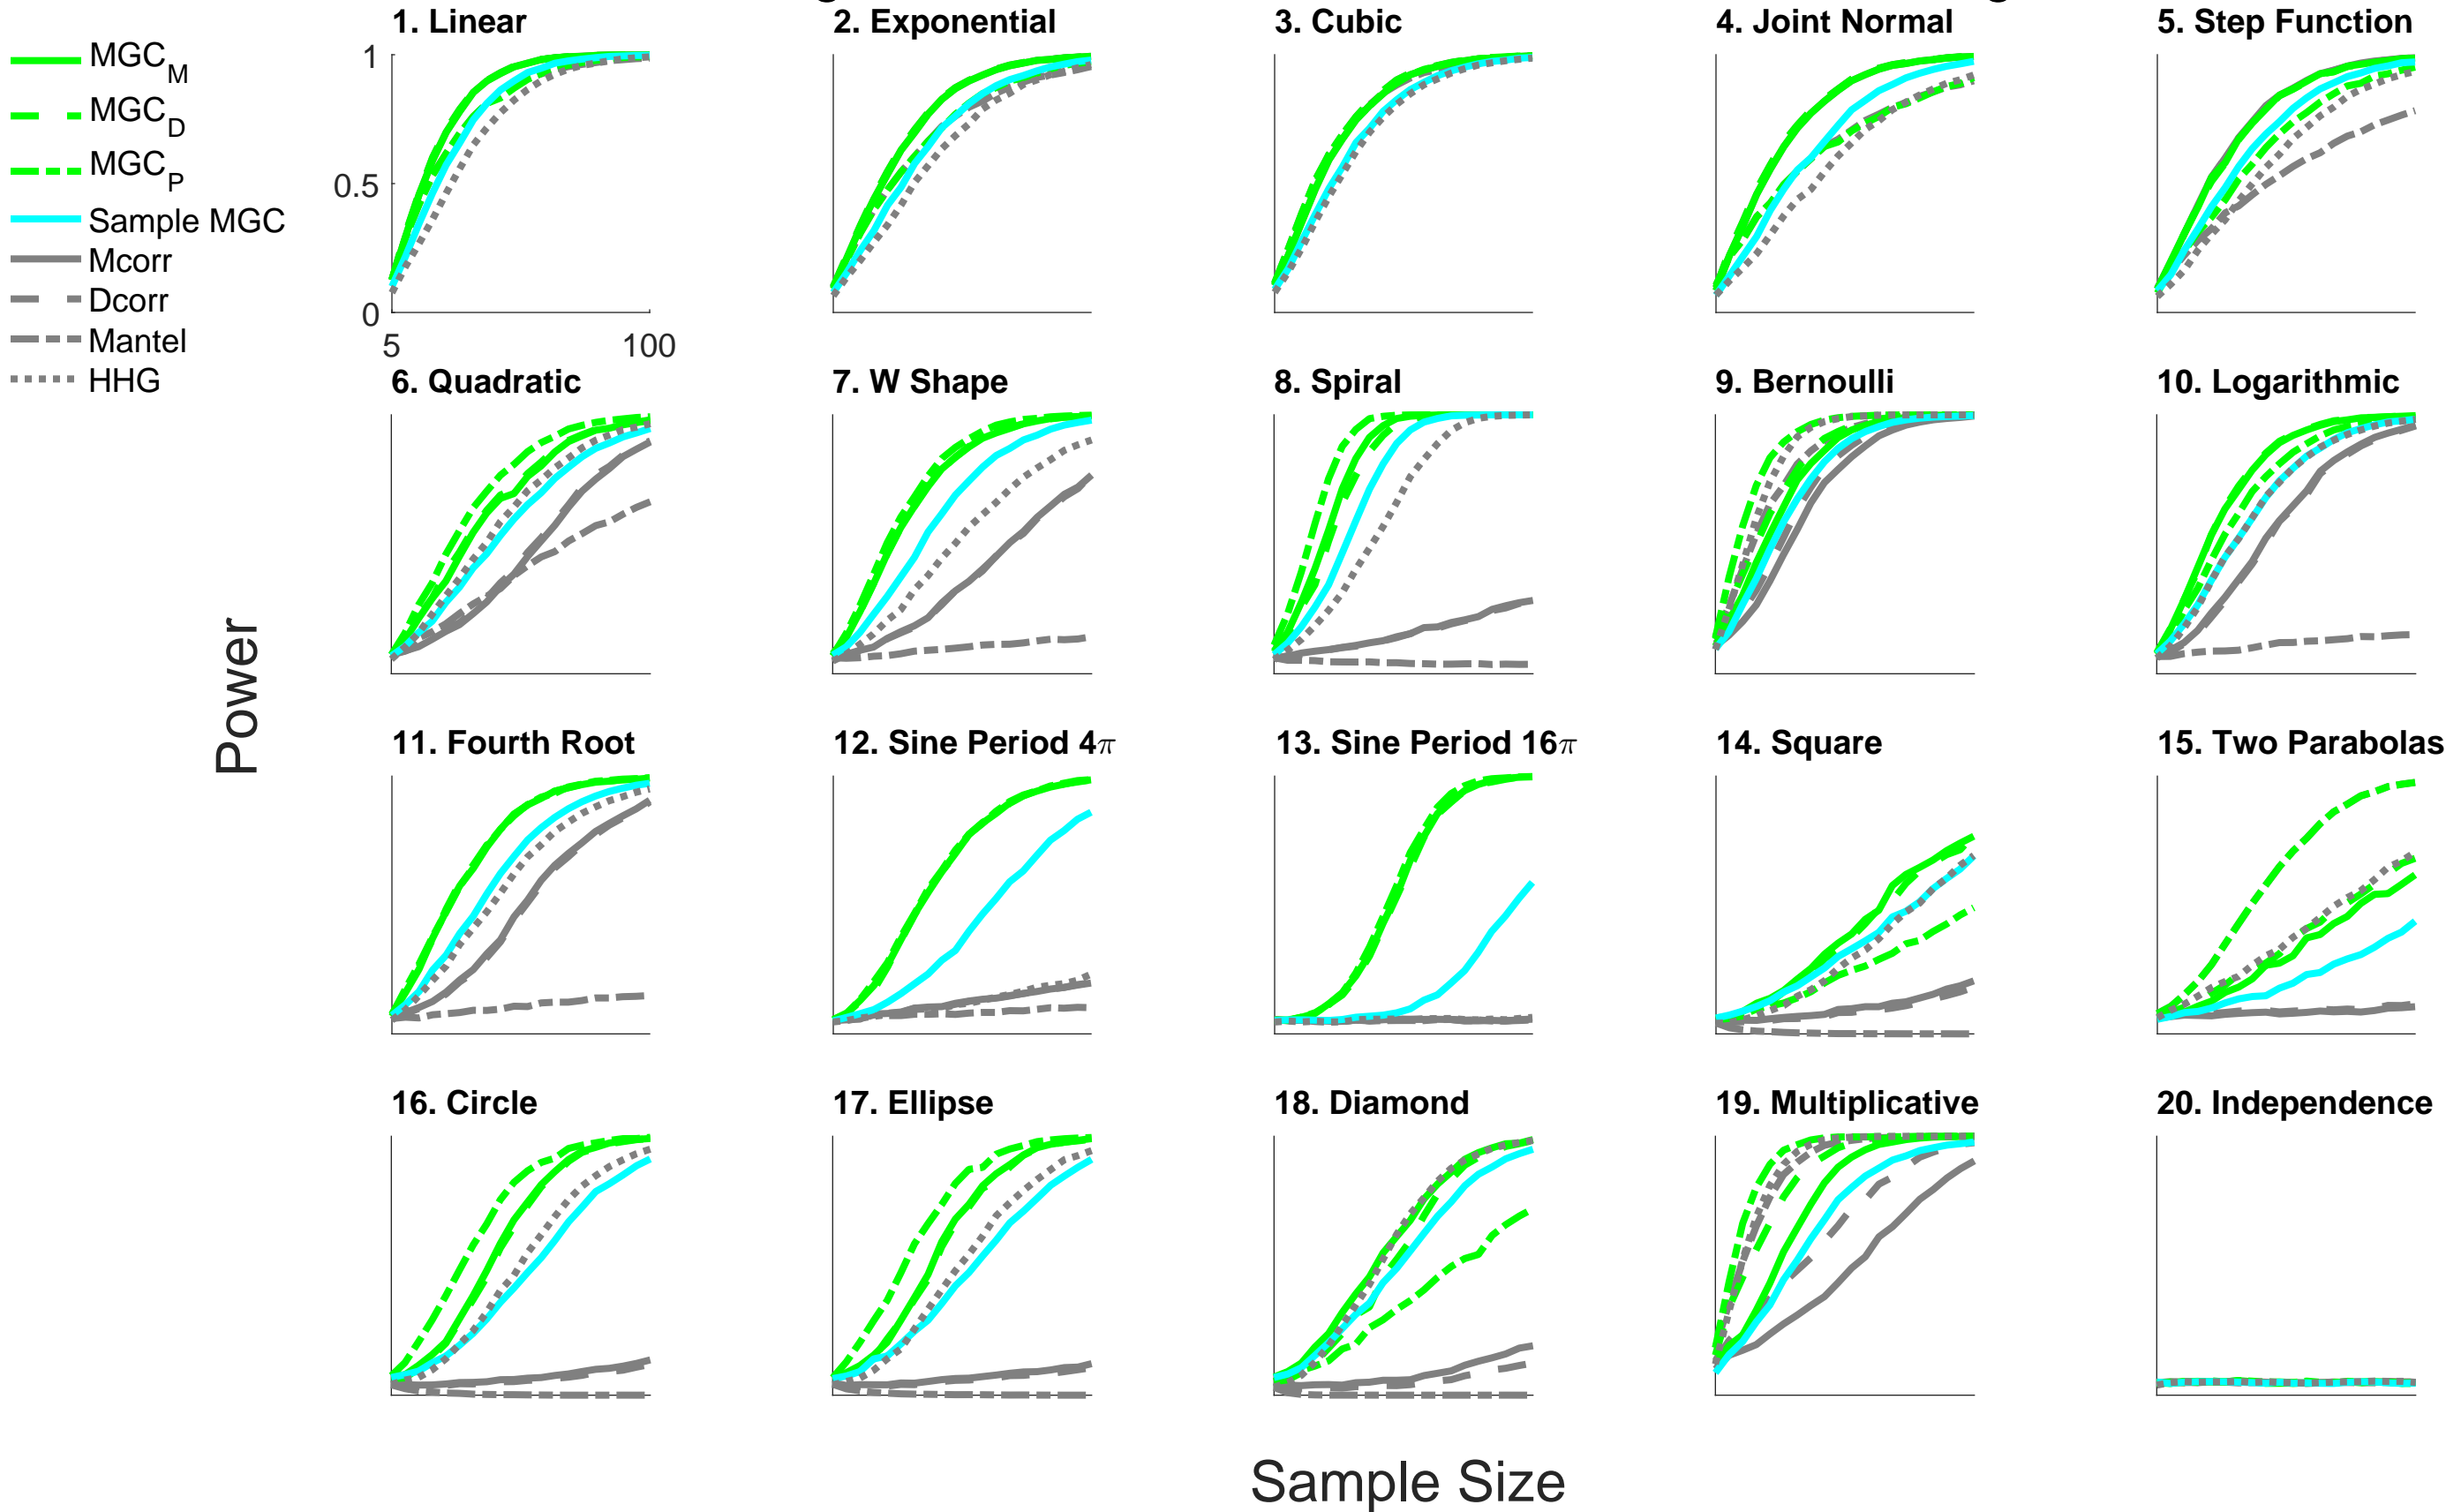 1. Linear
2. Exponential
3. Cubic
4. Joint Normal
5. Step Function
MGC_M
MGC_D
MGC_P
Sample MGC
Mcorr
Dcorr
Mantel
HHG
1
0.5
0
5
100
6. Quadratic
7. W Shape
8. Spiral
9. Bernoulli
10. Logarithmic
Power
11. Fourth Root
12. Sine Period 4π
13. Sine Period 16π
14. Square
15. Two Parabolas
16. Circle
17. Ellipse
18. Diamond
19. Multiplicative
20. Independence
Sample Size